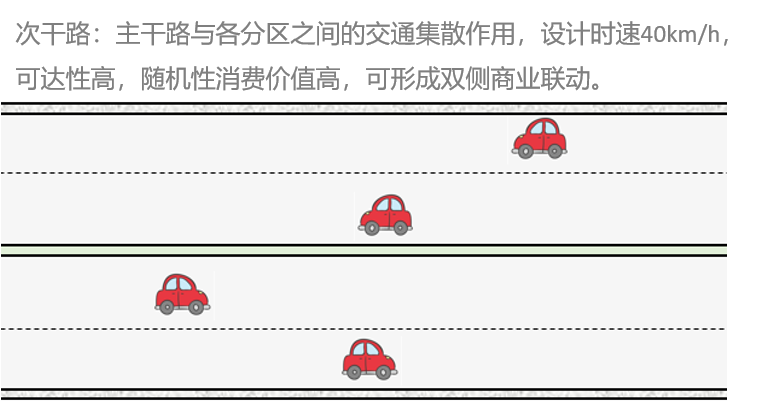 次干路：主干路与各分区之间的交通集散作用，设计时速40km/h，
可达性高，随机性消费价值高，可形成双侧商业联动。